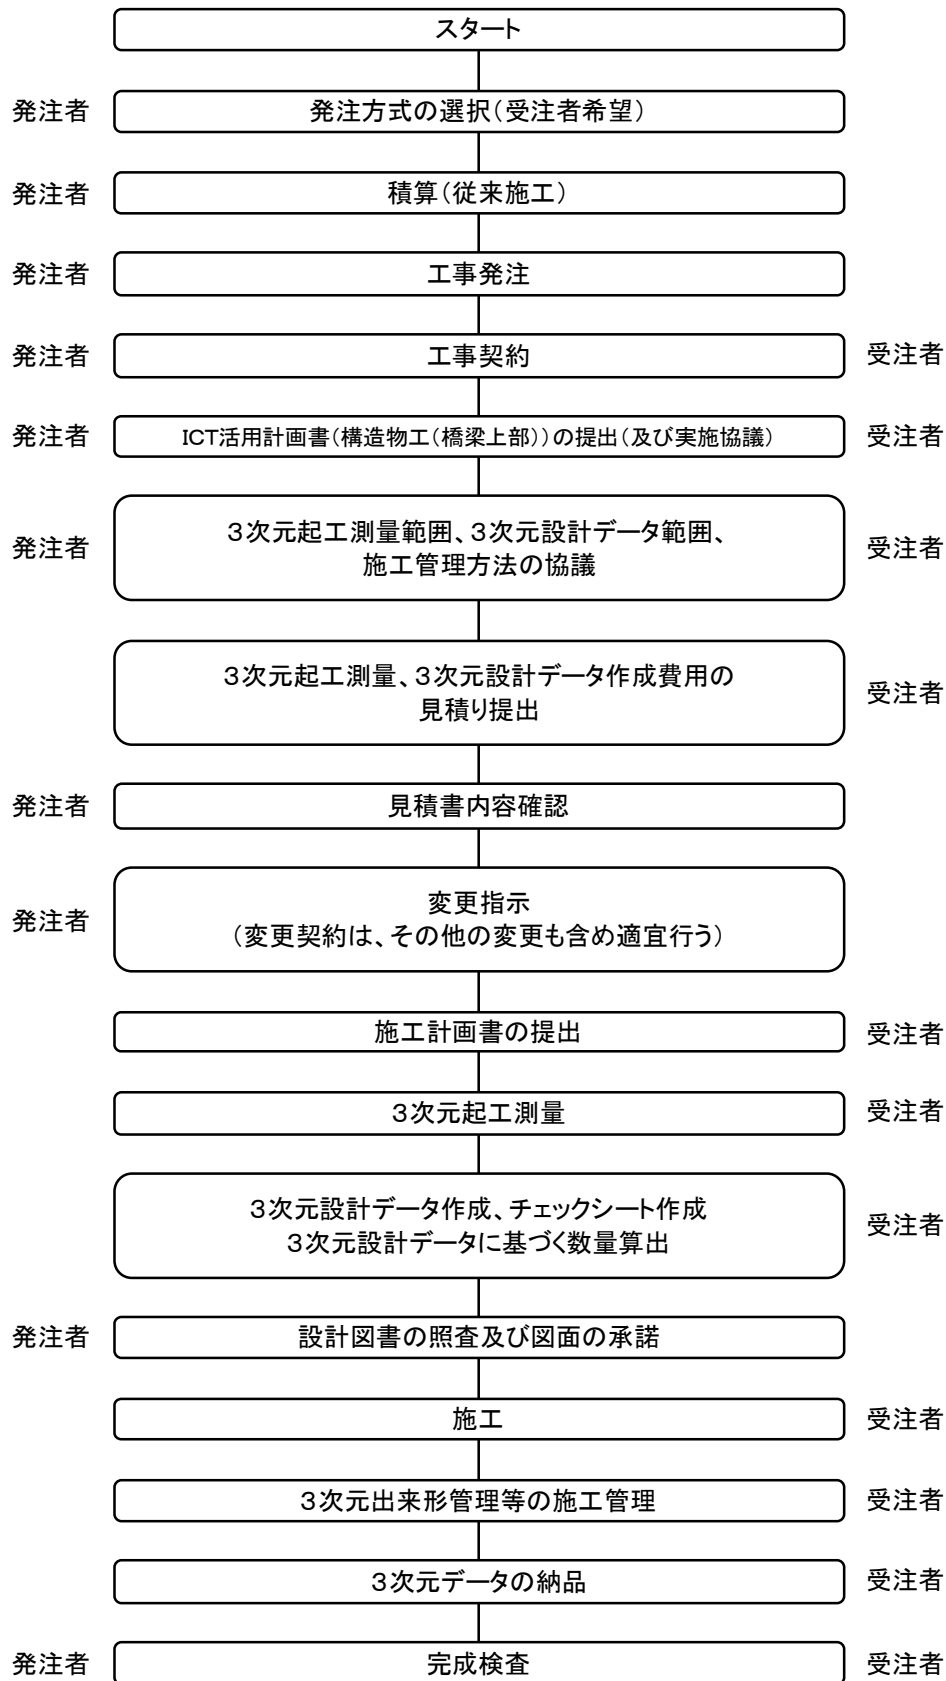 スタート
発注者 発注方式の選択（受注者希望）
発注者 積算（従来施工）
発注者 工事発注
発注者 工事契約 受注者
発注者 ICT活用計画書（構造物工（橋梁上部））の提出（及び実施協議） 受注者
３次元起工測量範囲、３次元設計データ範囲、
発注者 施工管理方法の協議 受注者
３次元起工測量、３次元設計データ作成費用の
見積り提出 受注者
発注者 見積書内容確認
変更指示
発注者 （変更契約は、その他の変更も含め適宜行う）
施工計画書の提出 受注者
３次元起工測量 受注者
３次元設計データ作成、チェックシート作成
３次元設計データに基づく数量算出 受注者
発注者 設計図書の照査及び図面の承諾
施工 受注者
３次元出来形管理等の施工管理 受注者
３次元データの納品 受注者
発注者 完成検査 受注者